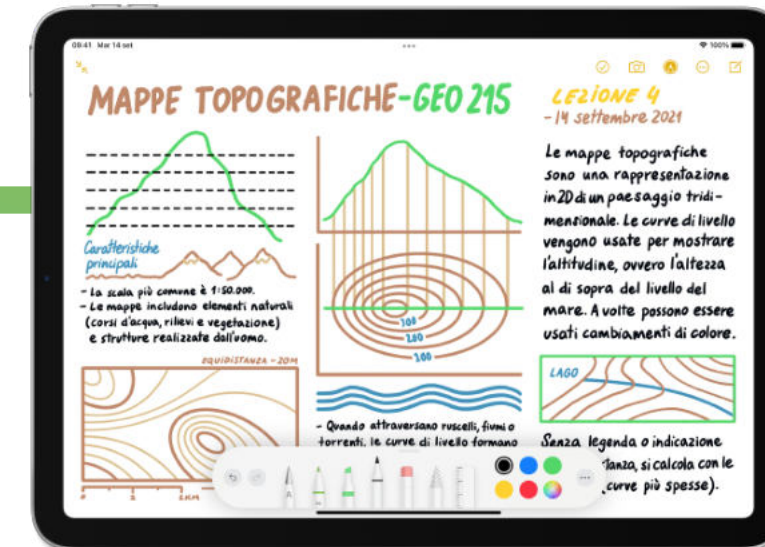 09:41 Mar 14 set
100%
MAPPE TOPOGRAFICHE-GEO 215
LEZIONE 4
- 14 settembre 2021
Caratteristiche
principali
- La scala più comune è 1:50.000.
- Le mappe includono elementi naturali
(corsi d'acqua, rilievi e vegetazione)
e strutture realizzate dall'uomo.
EQUIDISTANZA - 20M
0 2KM
200
- Quando attraversano ruscelli, fiumi o
torrenti, le curve di livello formano
Le mappe topografiche
sono una rappresentazione
in 2D di un paesaggio tridi-
mensionale. Le curve di livello
vengono usate per mostrare
l'altitudine, ovvero l'altezza
al di sopra del livello del
mare. A volte possono essere
usati cambiamenti di colore.
LAGO
Senza legenda o indicazione
si calcola con le
(curve più spesse).